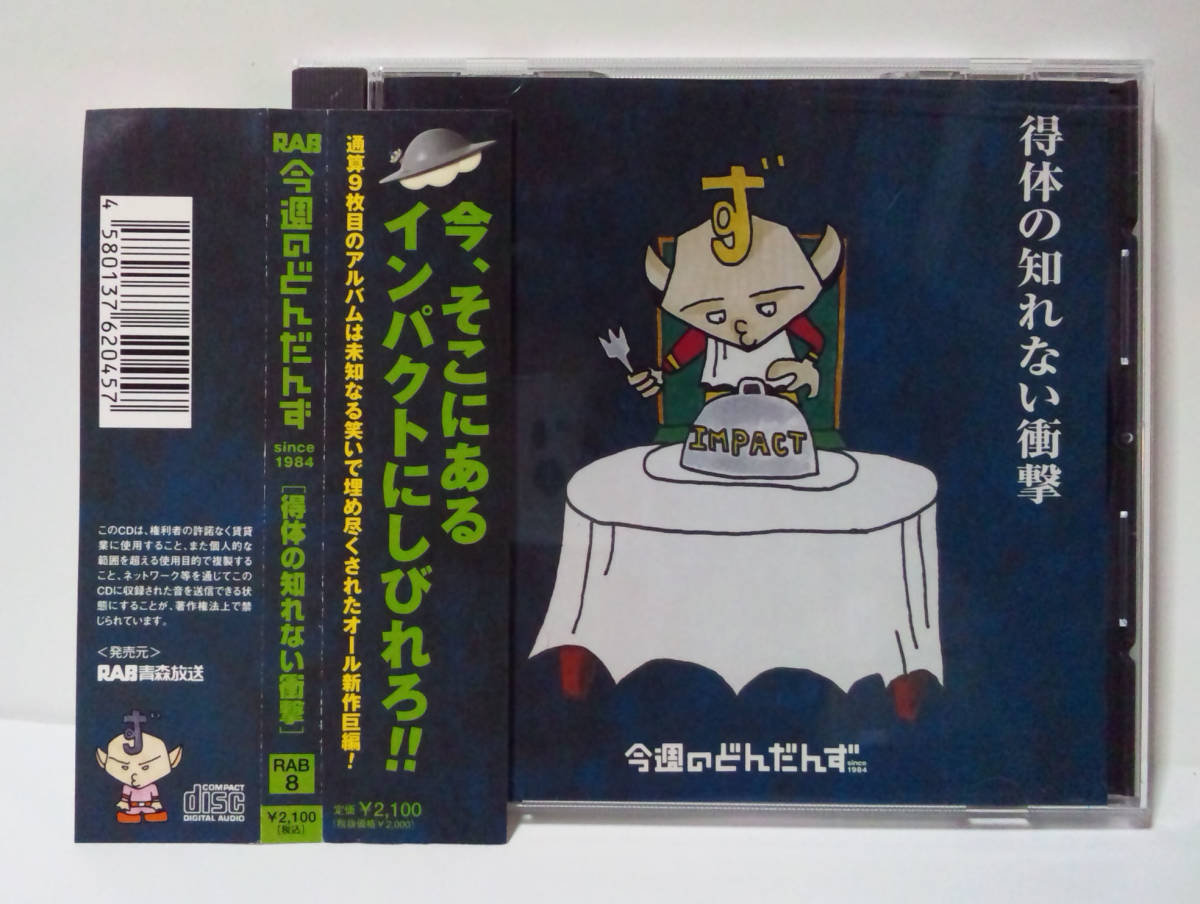 4 580137 620457
このCDは、権利者の許諾なく賃貸
業に使用すること、また個人的な
範囲を超える使用目的で複製する
こと、ネットワーク等を通じてこの
CDに収録された音を送信できる状
態にすることが、著作権法上で禁
じられています。
<発売元>
RAB青森放送
ず
COMPACT
disc
DIGITAL AUDIO
RAB
今週のどんだんず
since
1984
[得体の知れない衝撃]
RAB
8
¥2,100
[税込]
今、そこにある
インパクトにしびれろ!!
通算9枚目のアルバムは未知なる笑いで埋め尽くされたオール新作巨編!
定価 ¥2,100
(税抜価格¥2,000)
得体の知れない衝撃
ず
IMPACT
今週のどんだんず
since
1984